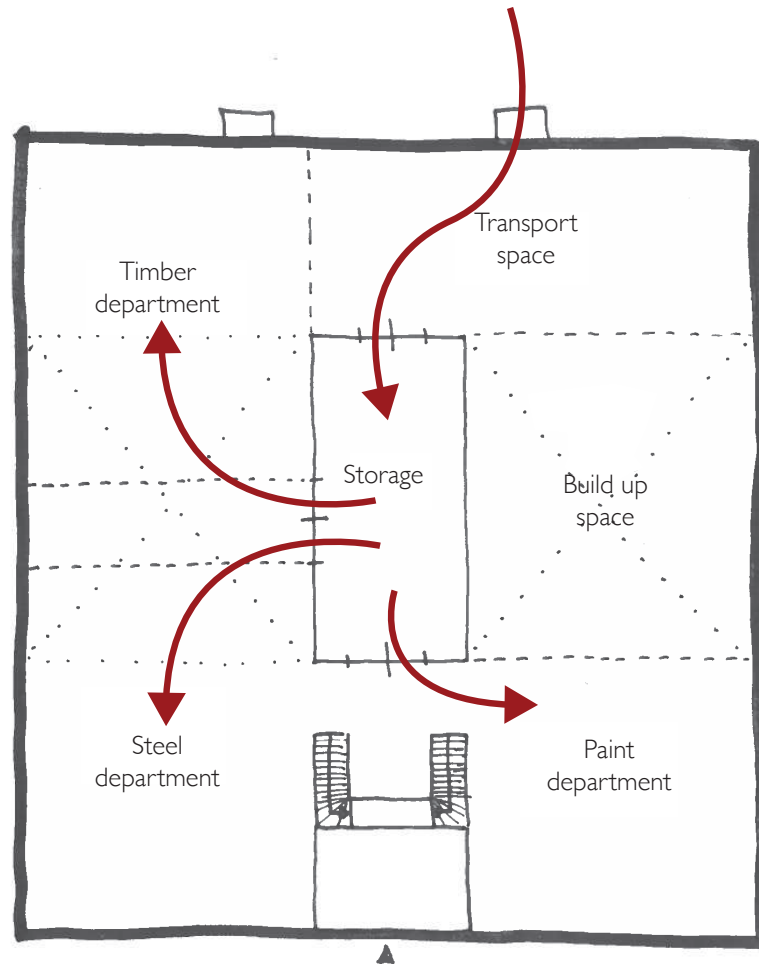 Transport
space
Timber
department
Storage
Build up
space
Steel
department
Paint
department